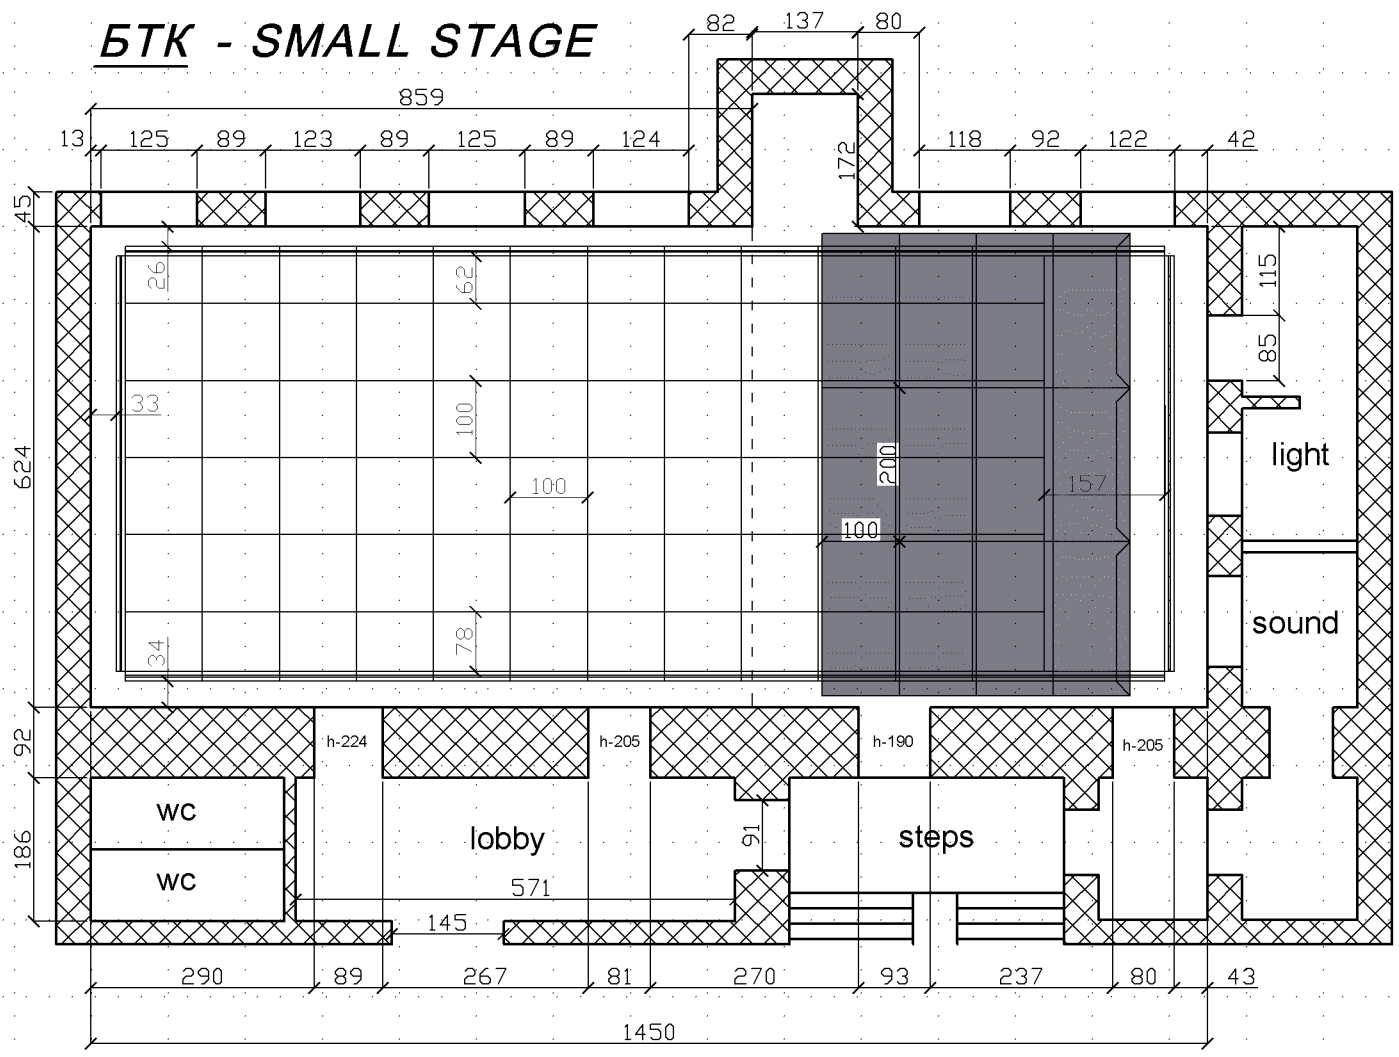 БТК - SMALL STAGE
82 137 80
859
13 125 89 123 89 125 89 124 118 92 122 42
172
45
26
62
115
85
33
100
624
light
200
100
157
100
sound
34
78
92
h-224
h-205
h-190
h-205
wc
186
lobby
91
steps
wc
571
145
290 89 267 81 270 93 237 80 43
1450